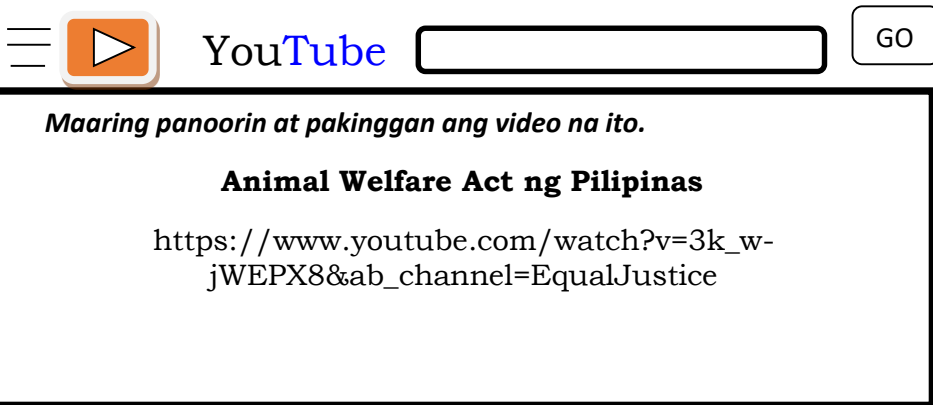 YouTube
GO
Maaring panoorin at pakinggan ang video na ito.
Animal Welfare Act ng Pilipinas
https://www.youtube.com/watch?v=3k_w-
jWEPX8&ab_channel=EqualJustice